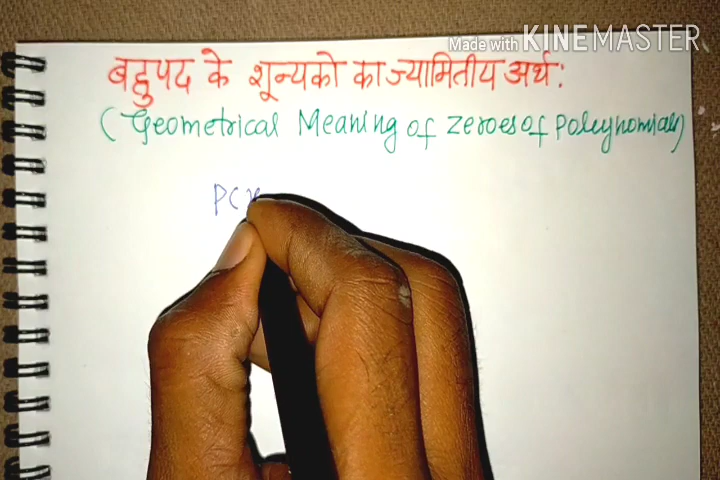 Made with KINEMASTER
बहुपद के शून्यको का ज्यामितीय अर्थ:
(Geometrical Meaning of zeroes of Polynomials)
P(x